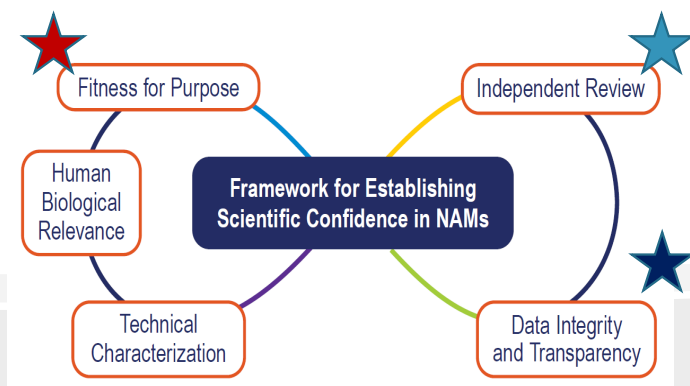 Fitness for Purpose
Independent Review
Human
Biological
Relevance
Framework for Establishing
Scientific Confidence in NAMs
Technical
Characterization
Data Integrity
and Transparency